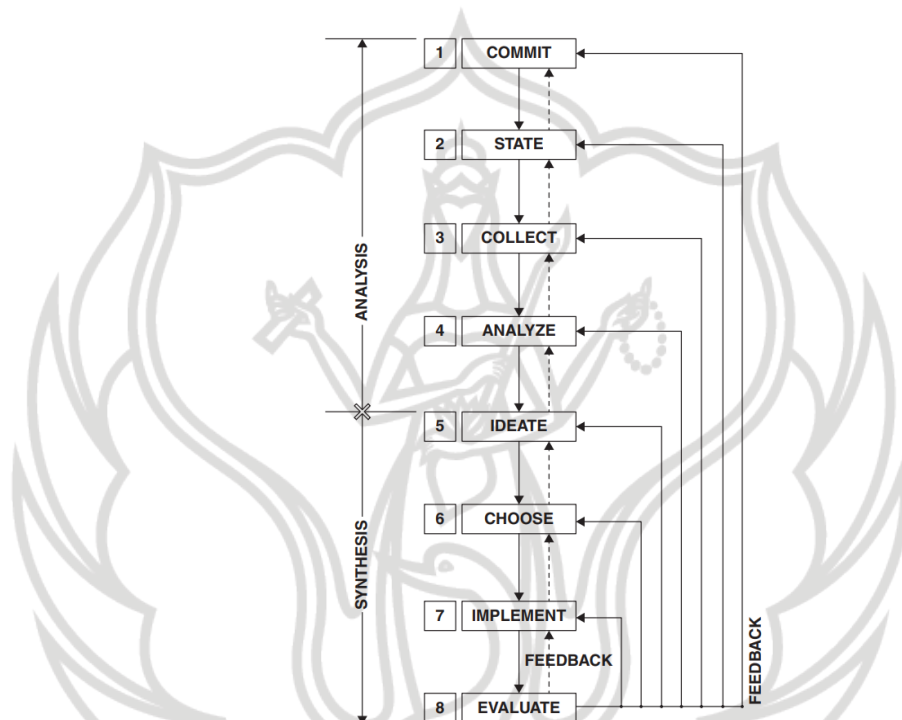 1 COMMIT
2 STATE
3 COLLECT
ANALYSIS
4 ANALYZE
5 IDEATE
6 CHOOSE
SYNTHESIS
7 IMPLEMENT
FEEDBACK
FEEDBACK
8 EVALUATE